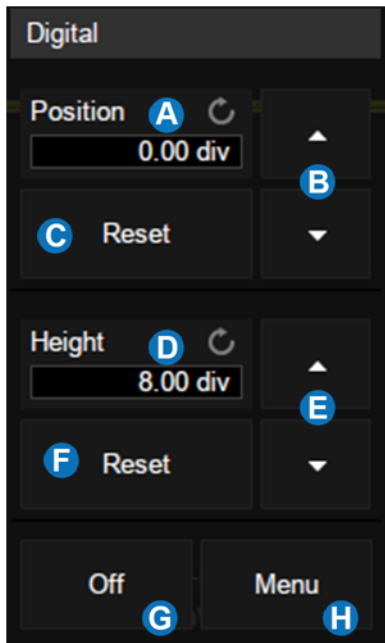 Digital
Position A
0.00 div
B
C Reset
Height D
8.00 div
E
F Reset
Off Menu
G H